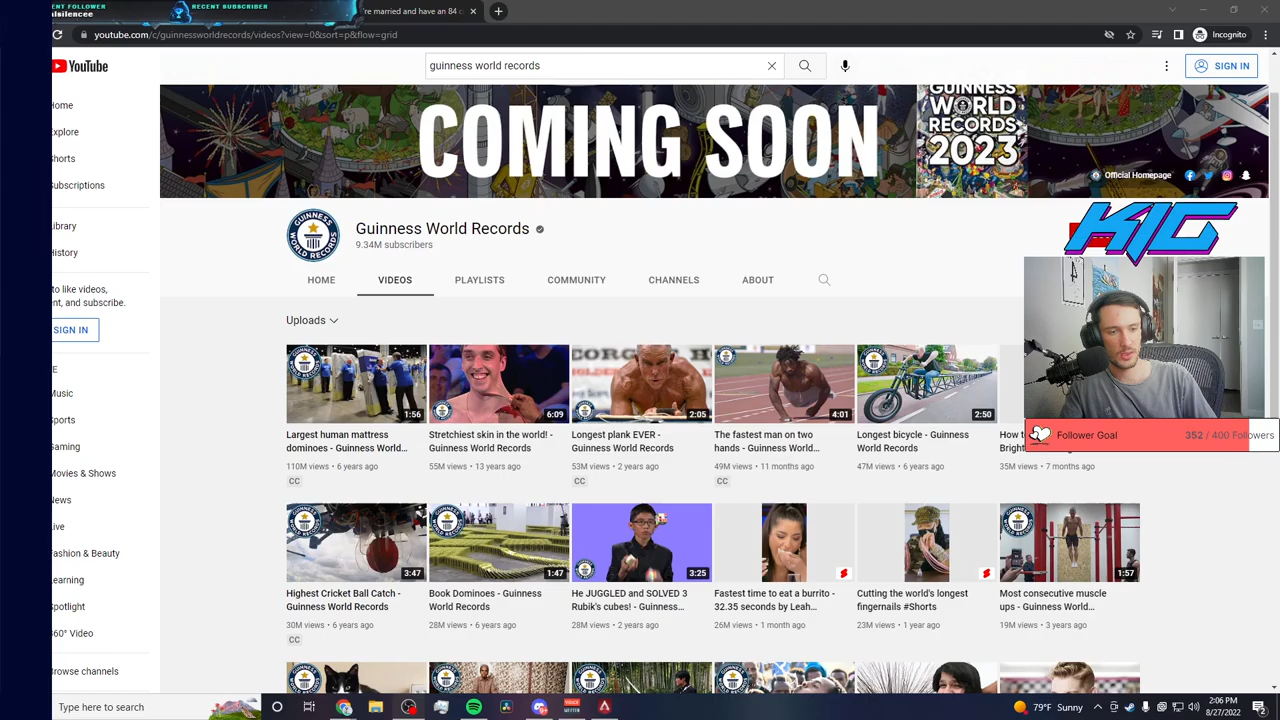 ENT FOLLOWER
alsilencee
RECENT SUBSCRIBER
're married and our c
youtube.com/c/guinnessworldrecords/videos?view=0&sort=p&flow=grid
Incognito
YouTube
guinness world records
SIGN IN
Home
Explore
Shorts
Subscriptions
Library
History
to like videos,
nt, and subscribe.
SIGN IN
E
Music
Sports
Gaming
Movies & Shows
News
Live
Fashion & Beauty
Learning
Spotlight
360° Video
Browse channels
COMING SOON
GUINNESS
WORLD
RECORDS
2023
Official Homepage
GUINNESS
WORLD RECORDS
Guinness World Records
9.34M subscribers
HOME
VIDEOS
PLAYLISTS
COMMUNITY
CHANNELS
ABOUT
KIC
Uploads
1:56
Largest human mattress
dominoes - Guinness World...
110M views • 6 years ago
CC
6:09
Stretchiest skin in the world! -
Guinness World Records
55M views • 13 years ago
2:05
Longest plank EVER -
Guinness World Records
53M views • 2 years ago
CC
4:01
The fastest man on two
hands - Guinness World...
49M views • 11 months ago
CC
2:50
Longest bicycle - Guinness
World Records
47M views • 6 years ago
How t
Brigh
35M views • 7 months ago
Follower Goal
352 / 400 Followers
3:47
Highest Cricket Ball Catch -
Guinness World Records
30M views • 6 years ago
CC
1:47
Book Dominoes - Guinness
World Records
28M views • 6 years ago
3:25
He JUGGLED and SOLVED 3
Rubik's cubes! - Guinness...
28M views • 2 years ago
Fastest time to eat a burrito -
32.35 seconds by Leah...
26M views • 1 month ago
Cutting the world's longest
fingernails #Shorts
23M views • 1 year ago
1:57
Most consecutive muscle
ups - Guinness World...
19M views • 3 years ago
Type here to search
79°F Sunny
2:06 PM
8/27/2022